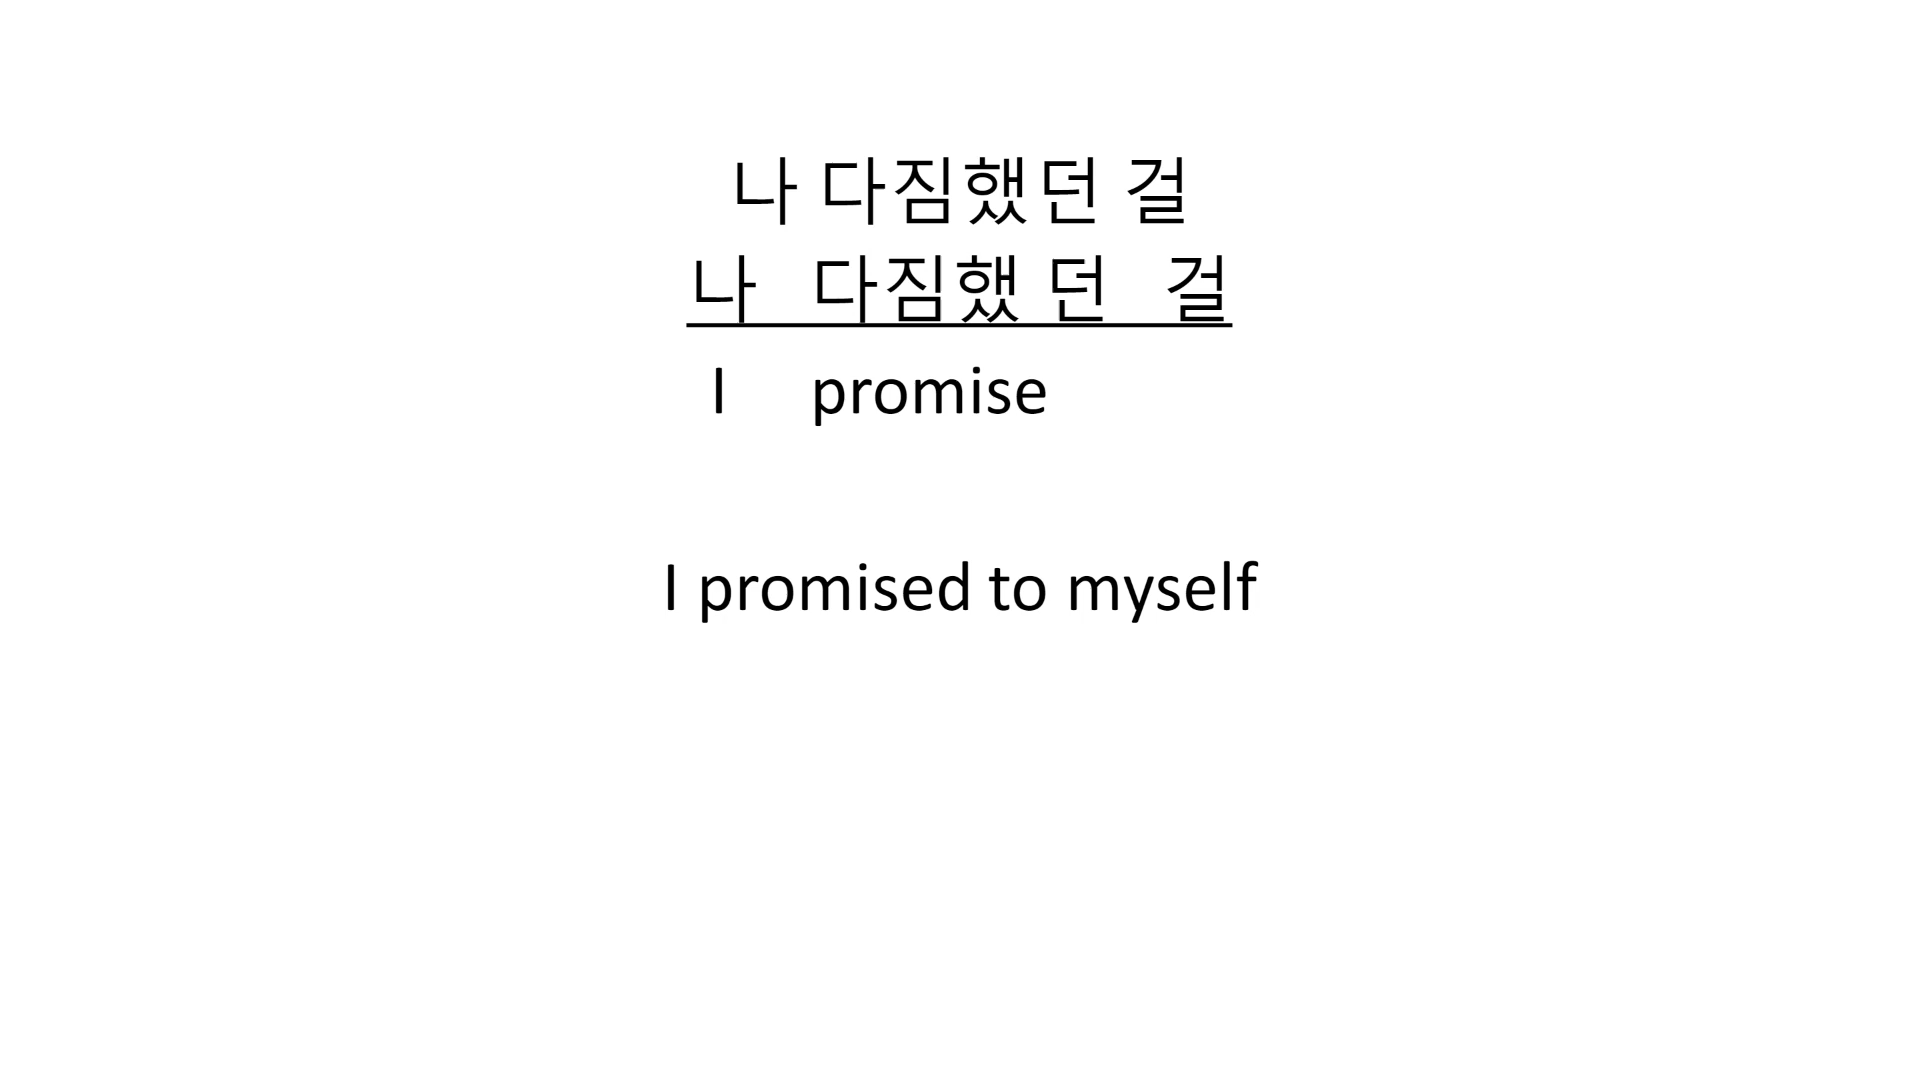 나 다짐했던 걸
나 다짐했 던 걸
I promise
I promised to myself